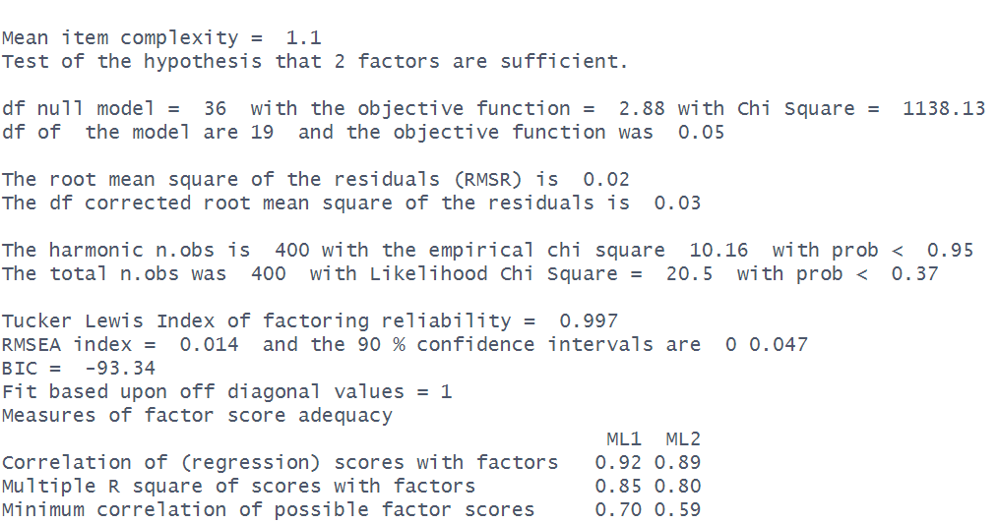 Mean item complexity =  1.1
Test of the hypothesis that 2 factors are sufficient.
df null model =  36  with the objective function =  2.88 with Chi Square =  1138.13
df of  the model are 19  and the objective function was  0.05
The root mean square of the residuals (RMSR) is  0.02
The df corrected root mean square of the residuals is  0.03
The harmonic n.obs is  400 with the empirical chi square  10.16  with prob <  0.95
The total n.obs was  400  with Likelihood Chi Square =  20.5  with prob <  0.37
Tucker Lewis Index of factoring reliability =  0.997
RMSEA index =  0.014  and the 90 % confidence intervals are  0 0.047
BIC =  -93.34
Fit based upon off diagonal values = 1
Measures of factor score adequacy
ML1  ML2
Correlation of (regression) scores with factors   0.92 0.89
Multiple R square of scores with factors          0.85 0.80
Minimum correlation of possible factor scores     0.70 0.59